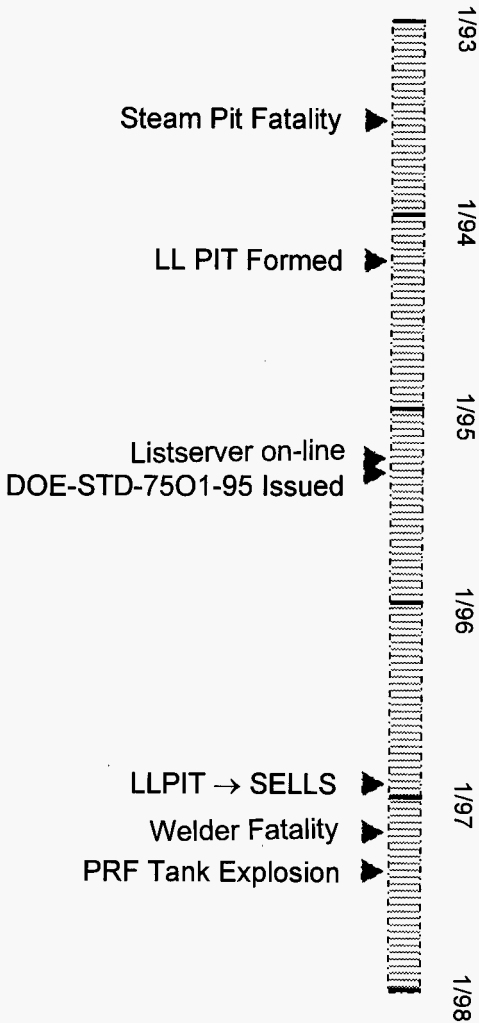 1/93
Steam Pit Fatality
1/94
LL PIT Formed
1/95
Listserver on-line
DOE-STD-75O1-95 Issued
1/96
LLPIT → SELLS
1/97
Welder Fatality
PRF Tank Explosion
1/98